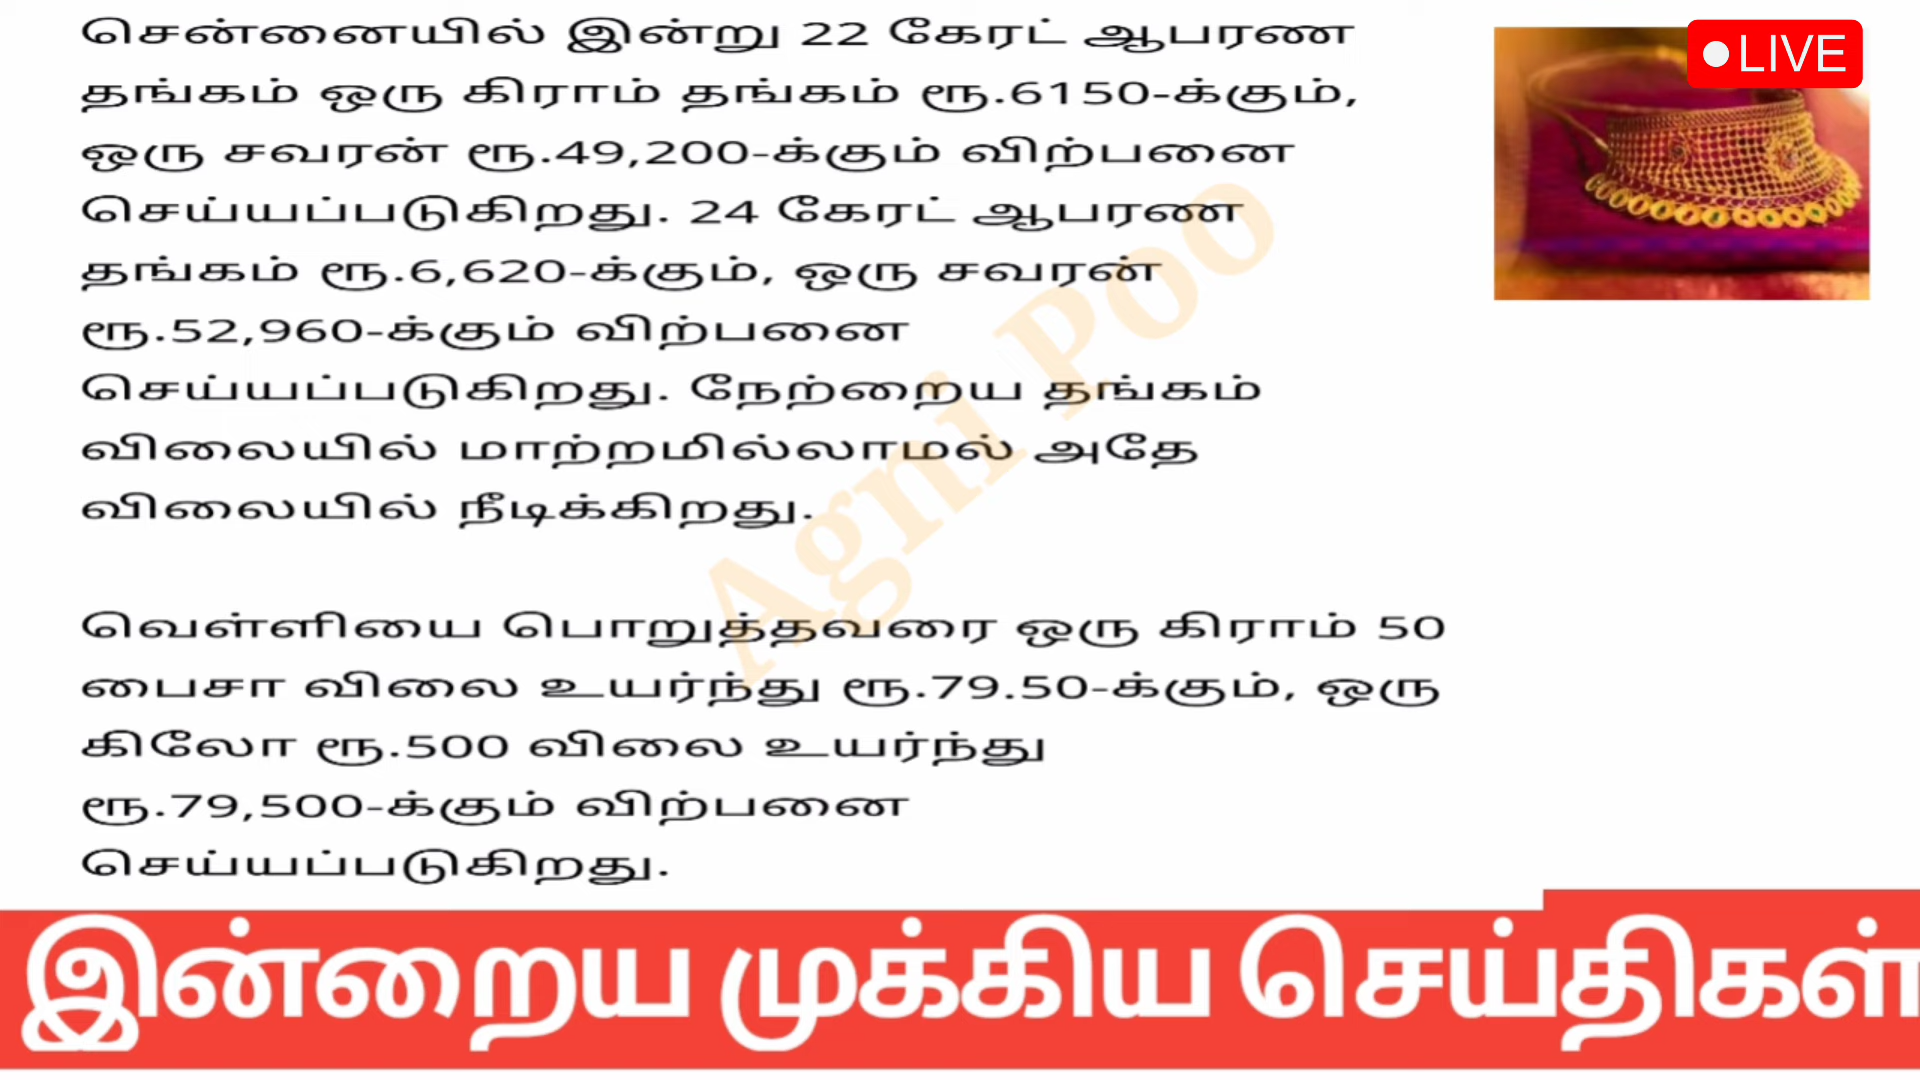 சென்னையில் இன்று 22 கேரட் ஆபரண
தங்கம் ஒரு கிராம் தங்கம் ரூ.6150-க்கும்,
ஒரு சவரன் ரூ.49,200-க்கும் விற்பனை
செய்யப்படுகிறது. 24 கேரட் ஆபரண
தங்கம் ரூ.6,620-க்கும், ஒரு சவரன்
ரூ.52,960-க்கும் விற்பனை
செய்யப்படுகிறது. நேற்றைய தங்கம்
விலையில் மாற்றமில்லாமல் அதே
விலையில் நீடிக்கிறது.
வெள்ளியை பொறுத்தவரை ஒரு கிராம் 50
பைசா விலை உயர்ந்து ரூ.79.50-க்கும், ஒரு
கிலோ ரூ.500 விலை உயர்ந்து
ரூ.79,500-க்கும் விற்பனை
செய்யப்படுகிறது.
LIVE
Agni Poo
இன்றைய முக்கிய செய்திகள்